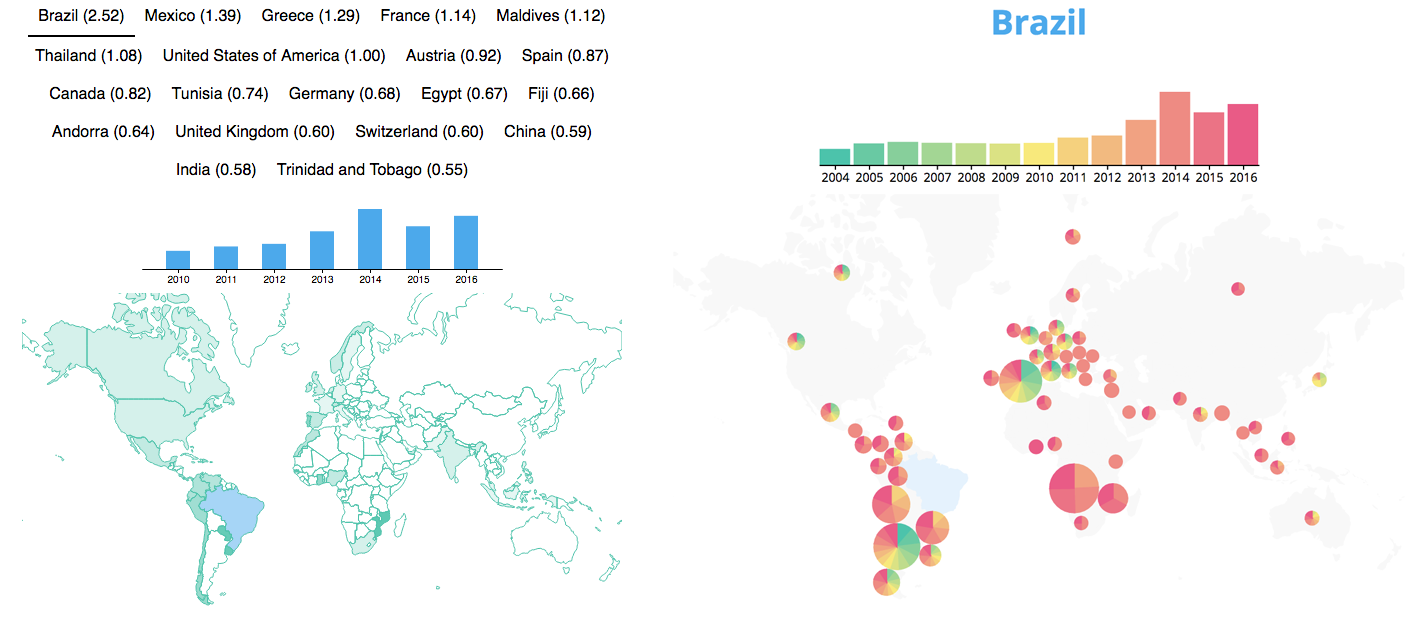 Brazil (2.52) Mexico (1.39) Greece (1.29) France (1.14) Maldives (1.12)
Thailand (1.08) United States of America (1.00) Austria (0.92) Spain (0.87)
Canada (0.82) Tunisia (0.74) Germany (0.68) Egypt (0.67) Fiji (0.66)
Andorra (0.64) United Kingdom (0.60) Switzerland (0.60) China (0.59)
India (0.58) Trinidad and Tobago (0.55)
2010 2011 2012 2013 2014 2015 2016
Brazil
2004 2005 2006 2007 2008 2009 2010 2011 2012 2013 2014 2015 2016